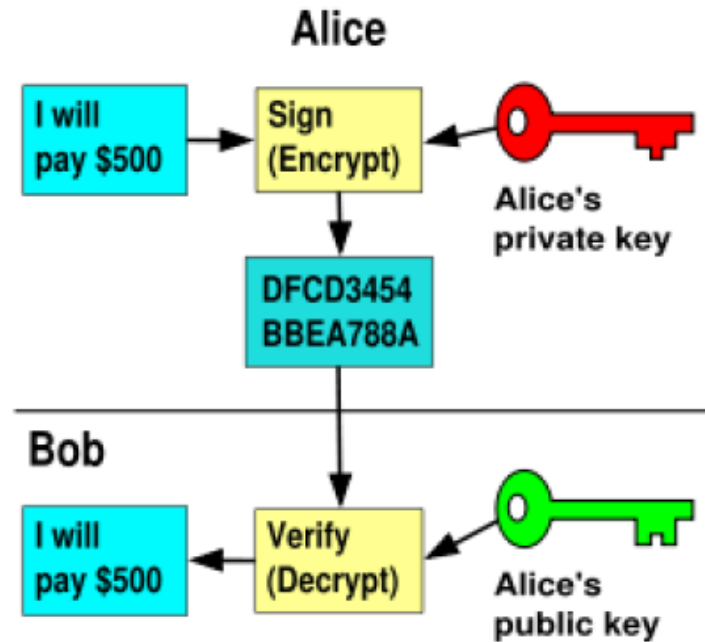 Alice
I will
pay $500
Sign
(Encrypt)
Alice's
private key
DFCD3454
BBEA788A
Bob
I will
pay $500
Verify
(Decrypt)
Alice's
public key